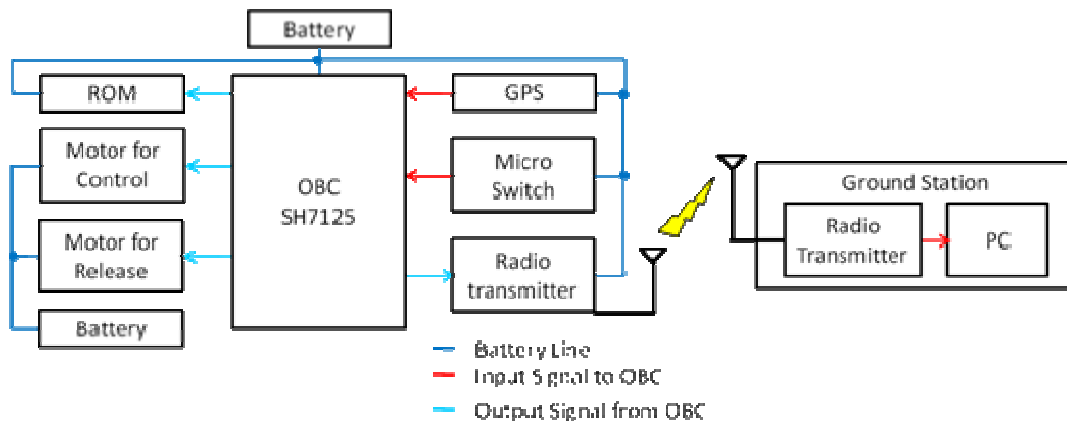 Battery
ROM
Motor for
Control
Motor for
Release
Battery
OBC
SH7125
GPS
Micro
Switch
Radio
transmitter
Ground Station
Radio
Transmitter
PC
Battery Line
Input Signal to OBC
Output Signal from OBC